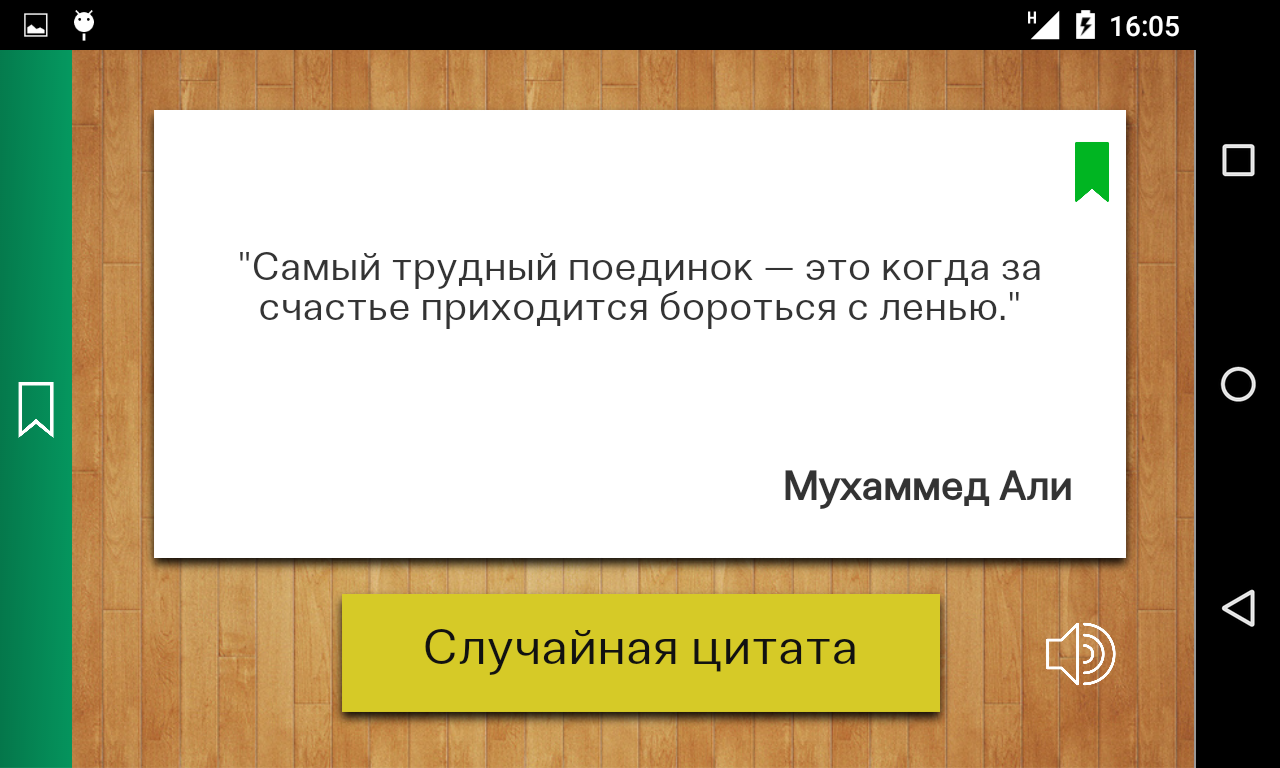 H
16:05
"Самый трудный поединок — это когда за
счастье приходится бороться с ленью."
Мухаммед Али
Случайная цитата